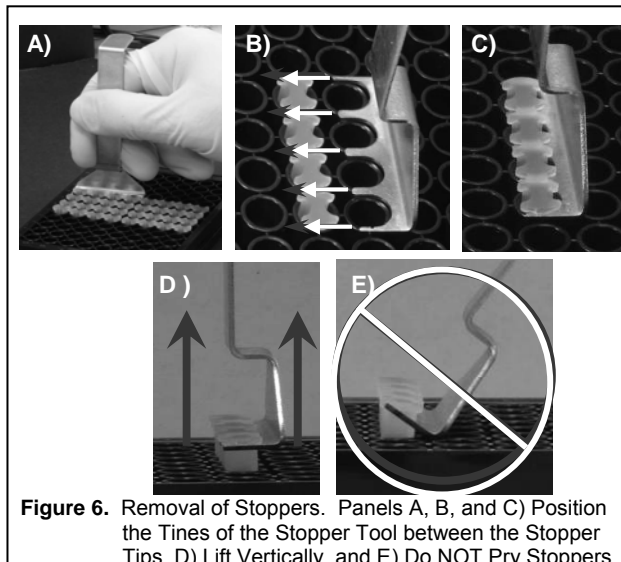 A)
B)
C)
D )
E)
Figure 6. Removal of Stoppers. Panels A, B, and C) Position
the Tines of the Stopper Tool between the Stopper
Tips, D) Lift Vertically, and E) Do NOT Pry Stoppers